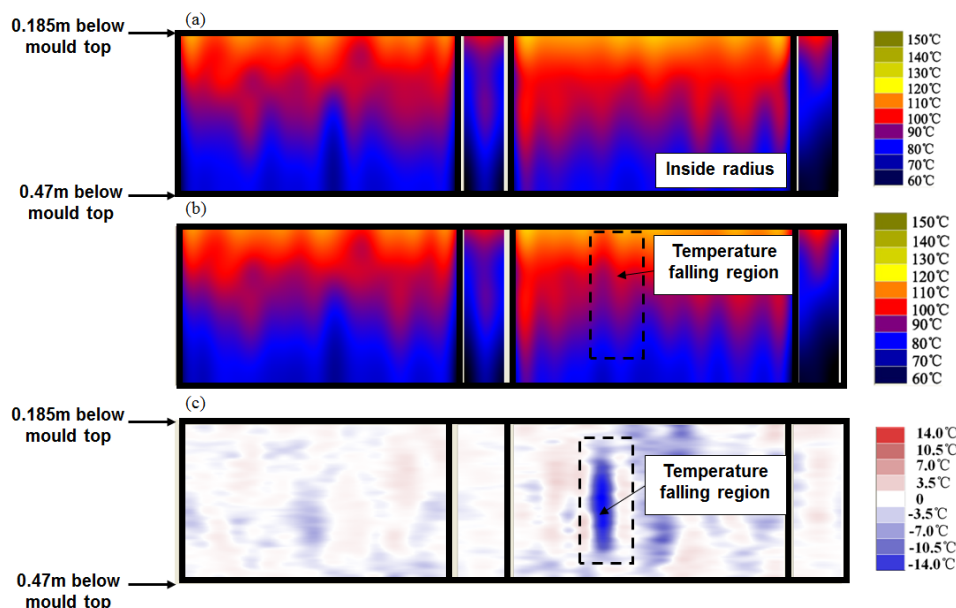 (a)
0.185m below
mould top
150℃
140℃
130℃
120℃
110℃
100℃
90℃
80℃
70℃
60℃
Inside radius
0.47m below
mould top
(b)
Temperature
falling region
150℃
140℃
130℃
120℃
110℃
100℃
90℃
80℃
70℃
60℃
(c)
0.185m below
mould top
14.0℃
10.5℃
7.0℃
3.5℃
0
-3.5℃
-7.0℃
-10.5℃
-14.0℃
Temperature
falling region
0.47m below
mould top